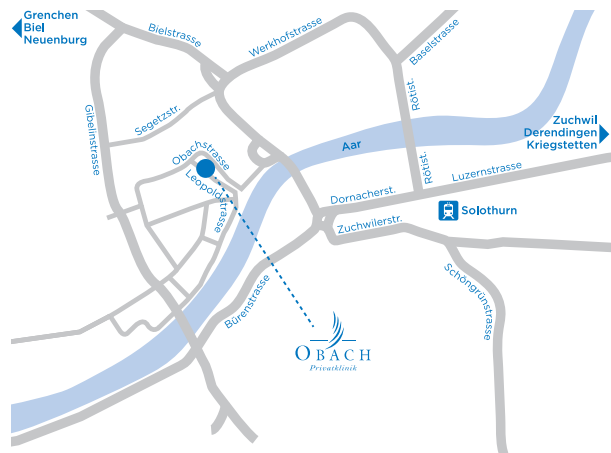 Grenchen
Biel
Neuenburg
Bielstrasse
Werkhofstrasse
Baselstrasse
Gibelinstrasse
Segetzstr.
Rötist.
Obachstrasse
Leopoldstrasse
Aar
Zuchwil
Derendingen
Kriegstetten
Rötist.
Luzernstrasse
Dornacherst.
Solothurn
Zuchwilerstr.
Bürenstrasse
Schöngrünstrasse
OBACH
Privatklinik